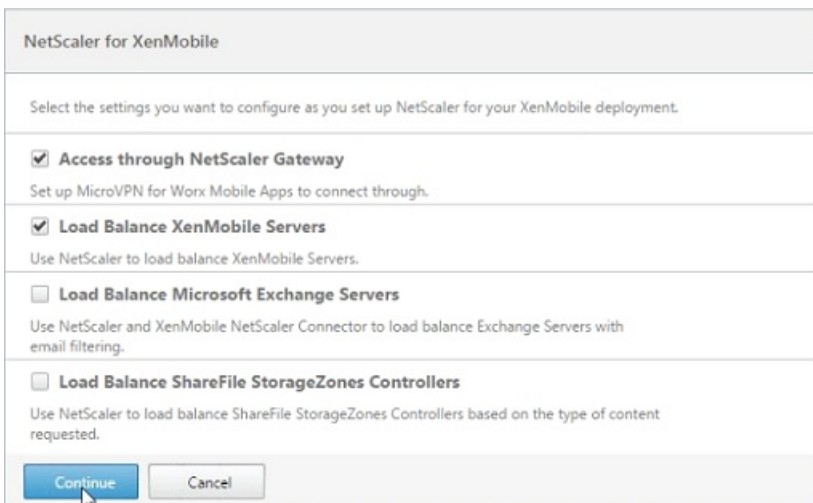 NetScaler for XenMobile
Select the settings you want to configure as you set up NetScaler for your XenMobile deployment.
Access through NetScaler Gateway
Set up MicroVPN for Worx Mobile Apps to connect through.
Load Balance XenMobile Servers
Use NetScaler to load balance XenMobile Servers.
Load Balance Microsoft Exchange Servers
Use NetScaler and XenMobile NetScaler Connector to load balance Exchange Servers with
email filtering.
Load Balance ShareFile StorageZones Controllers
Use NetScaler to load balance ShareFile StorageZones Controllers based on the type of content
requested.
Continue Cancel